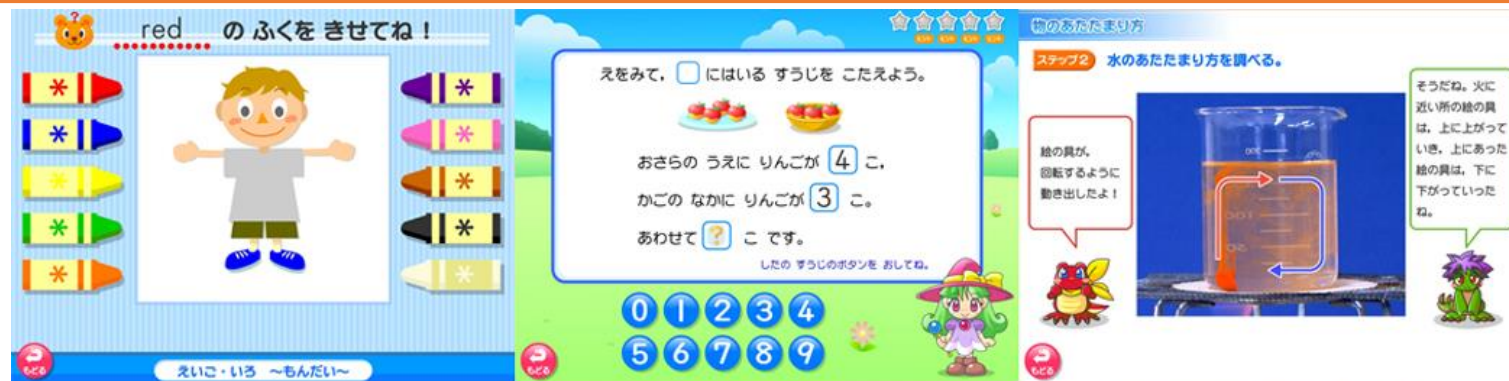 red の ふくを きせてね！
えいご・いろ ～もんだい～
もどる
えをみて，□にはいる すうじを こたえよう。
おさらの うえに りんごが 4 こ，
かごの なかに りんごが 3 こ。
あわせて ? こ です。
したの すうじのボタンを おしてね。
0 1 2 3 4
5 6 7 8 9
もどる
物のあたたまり方
ステップ2 水のあたたまり方を調べる。
絵の具が，
回転するように
動き出したよ！
そうだね。火に
近い所の絵の具
は，上に上がって
いき，上にあった
絵の具は，下に
下がっていった
ね。
もどる